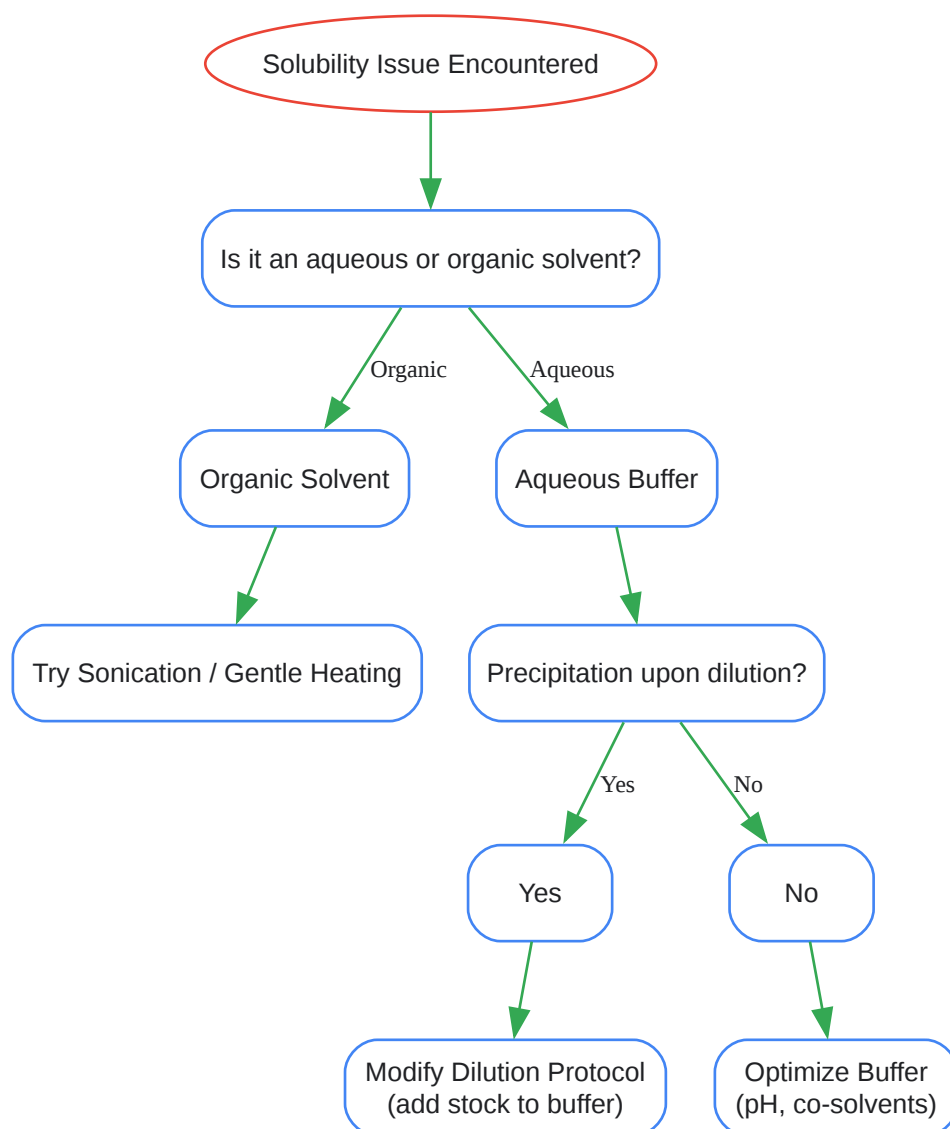 Solubility Issue Encountered
Is it an aqueous or organic solvent?
Organic
Aqueous
Organic Solvent
Aqueous Buffer
Try Sonication / Gentle Heating
Precipitation upon dilution?
Yes
No
Yes
No
Modify Dilution Protocol
(add stock to buffer)
Optimize Buffer
(pH, co-solvents)